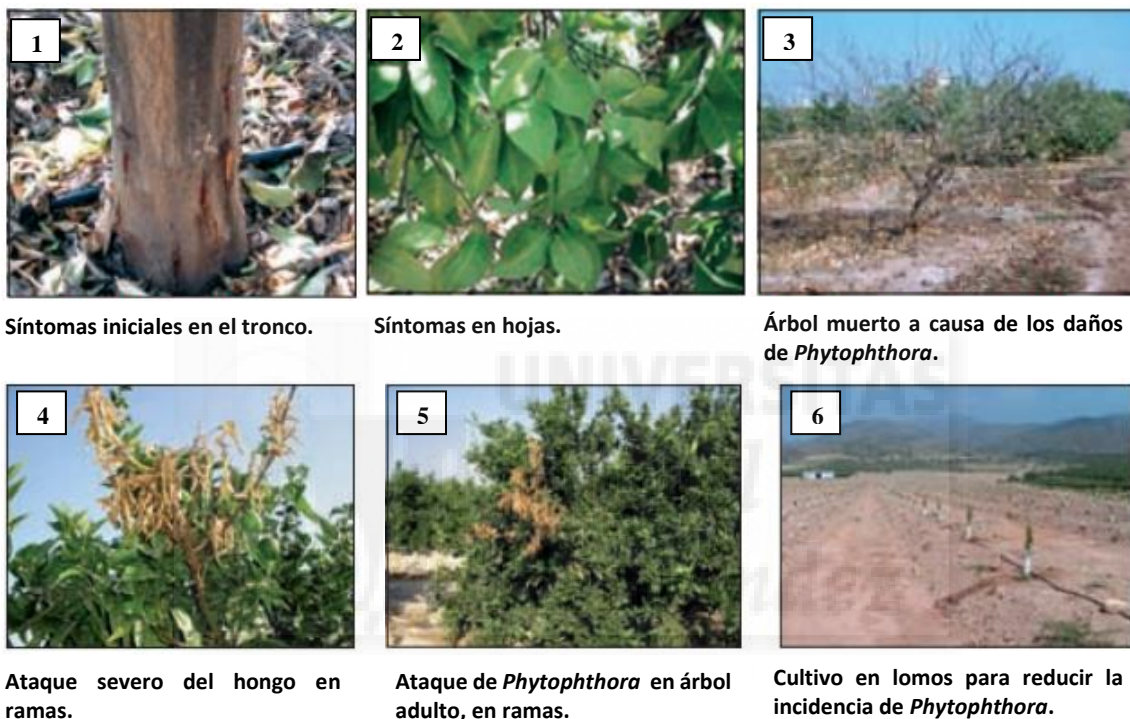 1
2
3
Síntomas iniciales en el tronco.
Síntomas en hojas.
Árbol muerto a causa de los daños
de Phytophthora.
UNIVERSITAS
4
5
6
Ataque severo del hongo en
ramas.
Ataque de Phytophthora en árbol
adulto, en ramas.
Cultivo en lomos para reducir la
incidencia de Phytophthora.